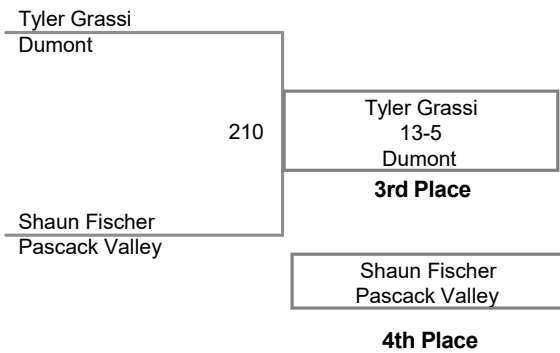 Tyler Grassi
Dumont
210
Tyler Grassi
13-5
Dumont
3rd Place
Shaun Fischer
Pascack Valley
Shaun Fischer
Pascack Valley
4th Place